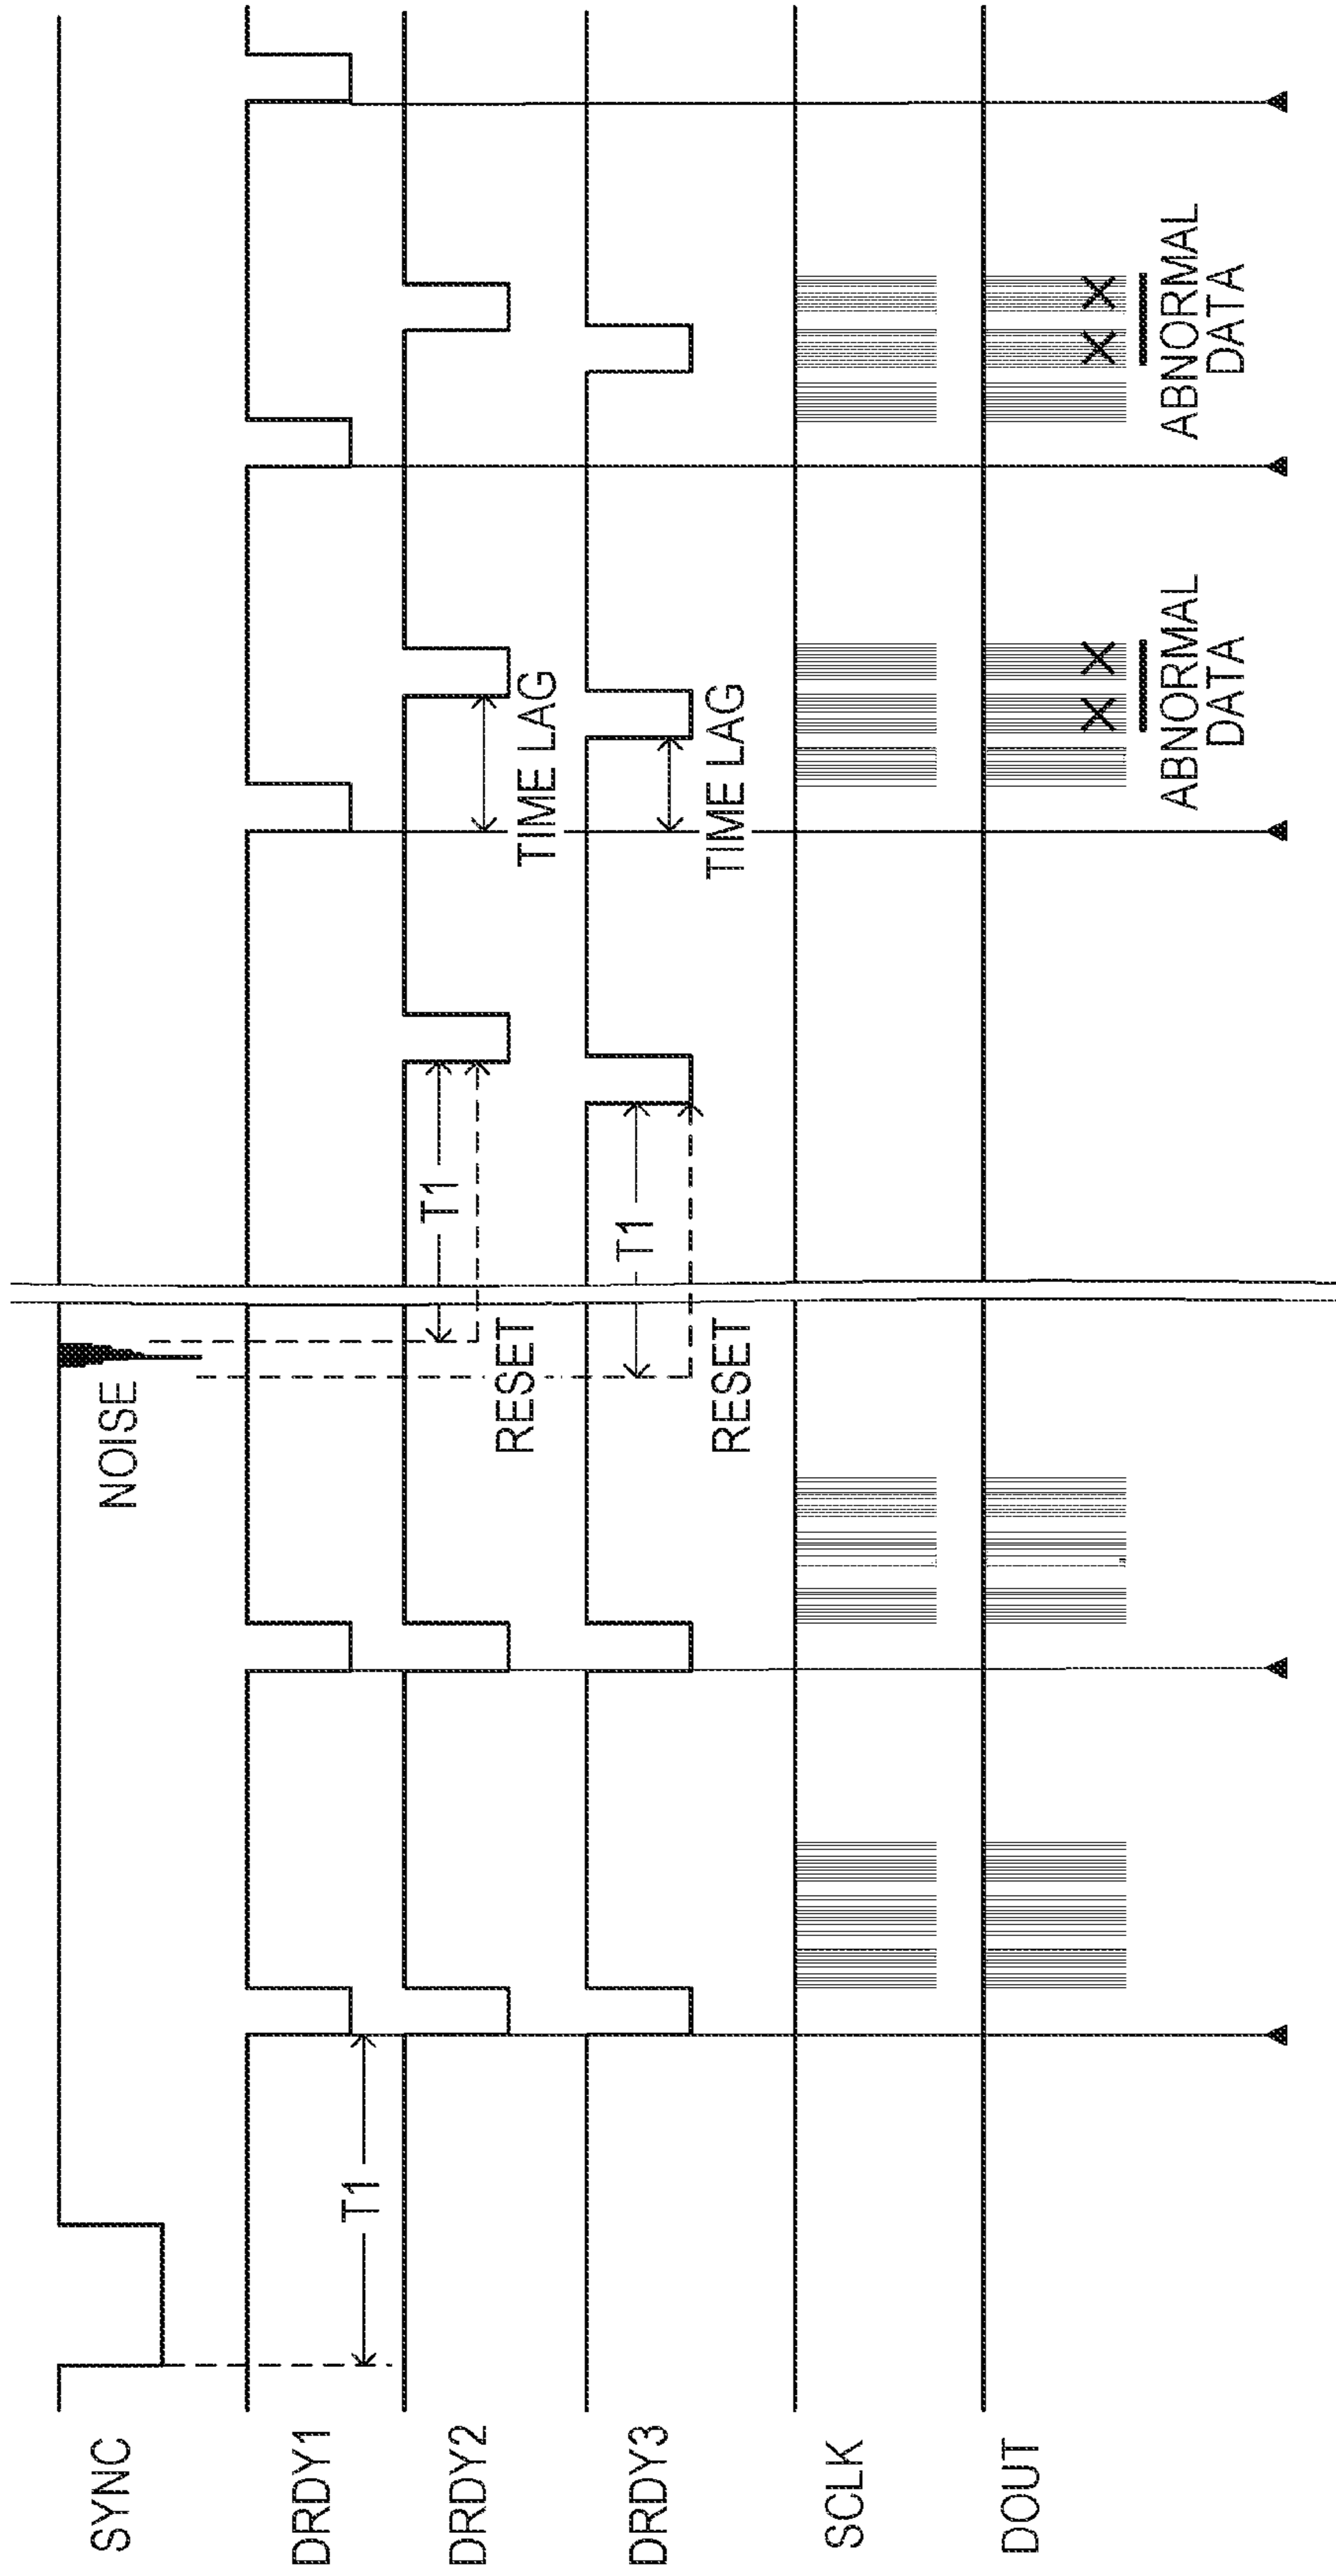 SYNC
NOISE
DRDY1
T1
DRDY2
T1
RESET
TIME LAG
DRDY3
T1
RESET
TIME LAG
SCLK
DOUT
ABNORMAL
DATA
ABNORMAL
DATA